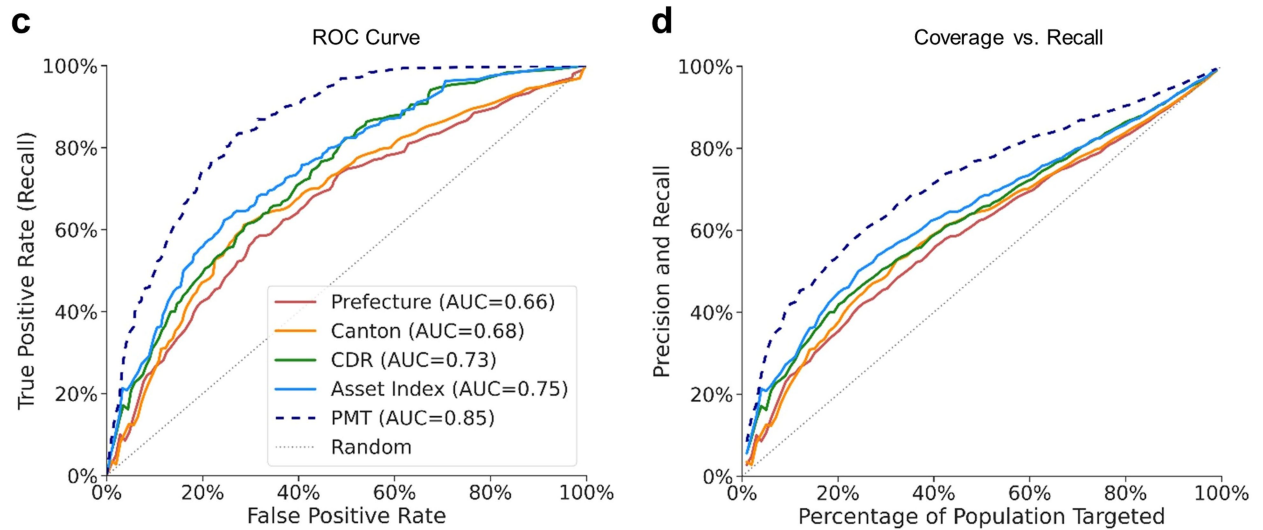 c
ROC Curve
True Positive Rate (Recall)
100%
80%
60%
40%
20%
0%
Prefecture (AUC=0.66)
Canton (AUC=0.68)
CDR (AUC=0.73)
Asset Index (AUC=0.75)
PMT (AUC=0.85)
Random
0% 20% 40% 60% 80% 100%
False Positive Rate
d
Coverage vs. Recall
Precision and Recall
100%
80%
60%
40%
20%
0%
0% 20% 40% 60% 80% 100%
Percentage of Population Targeted